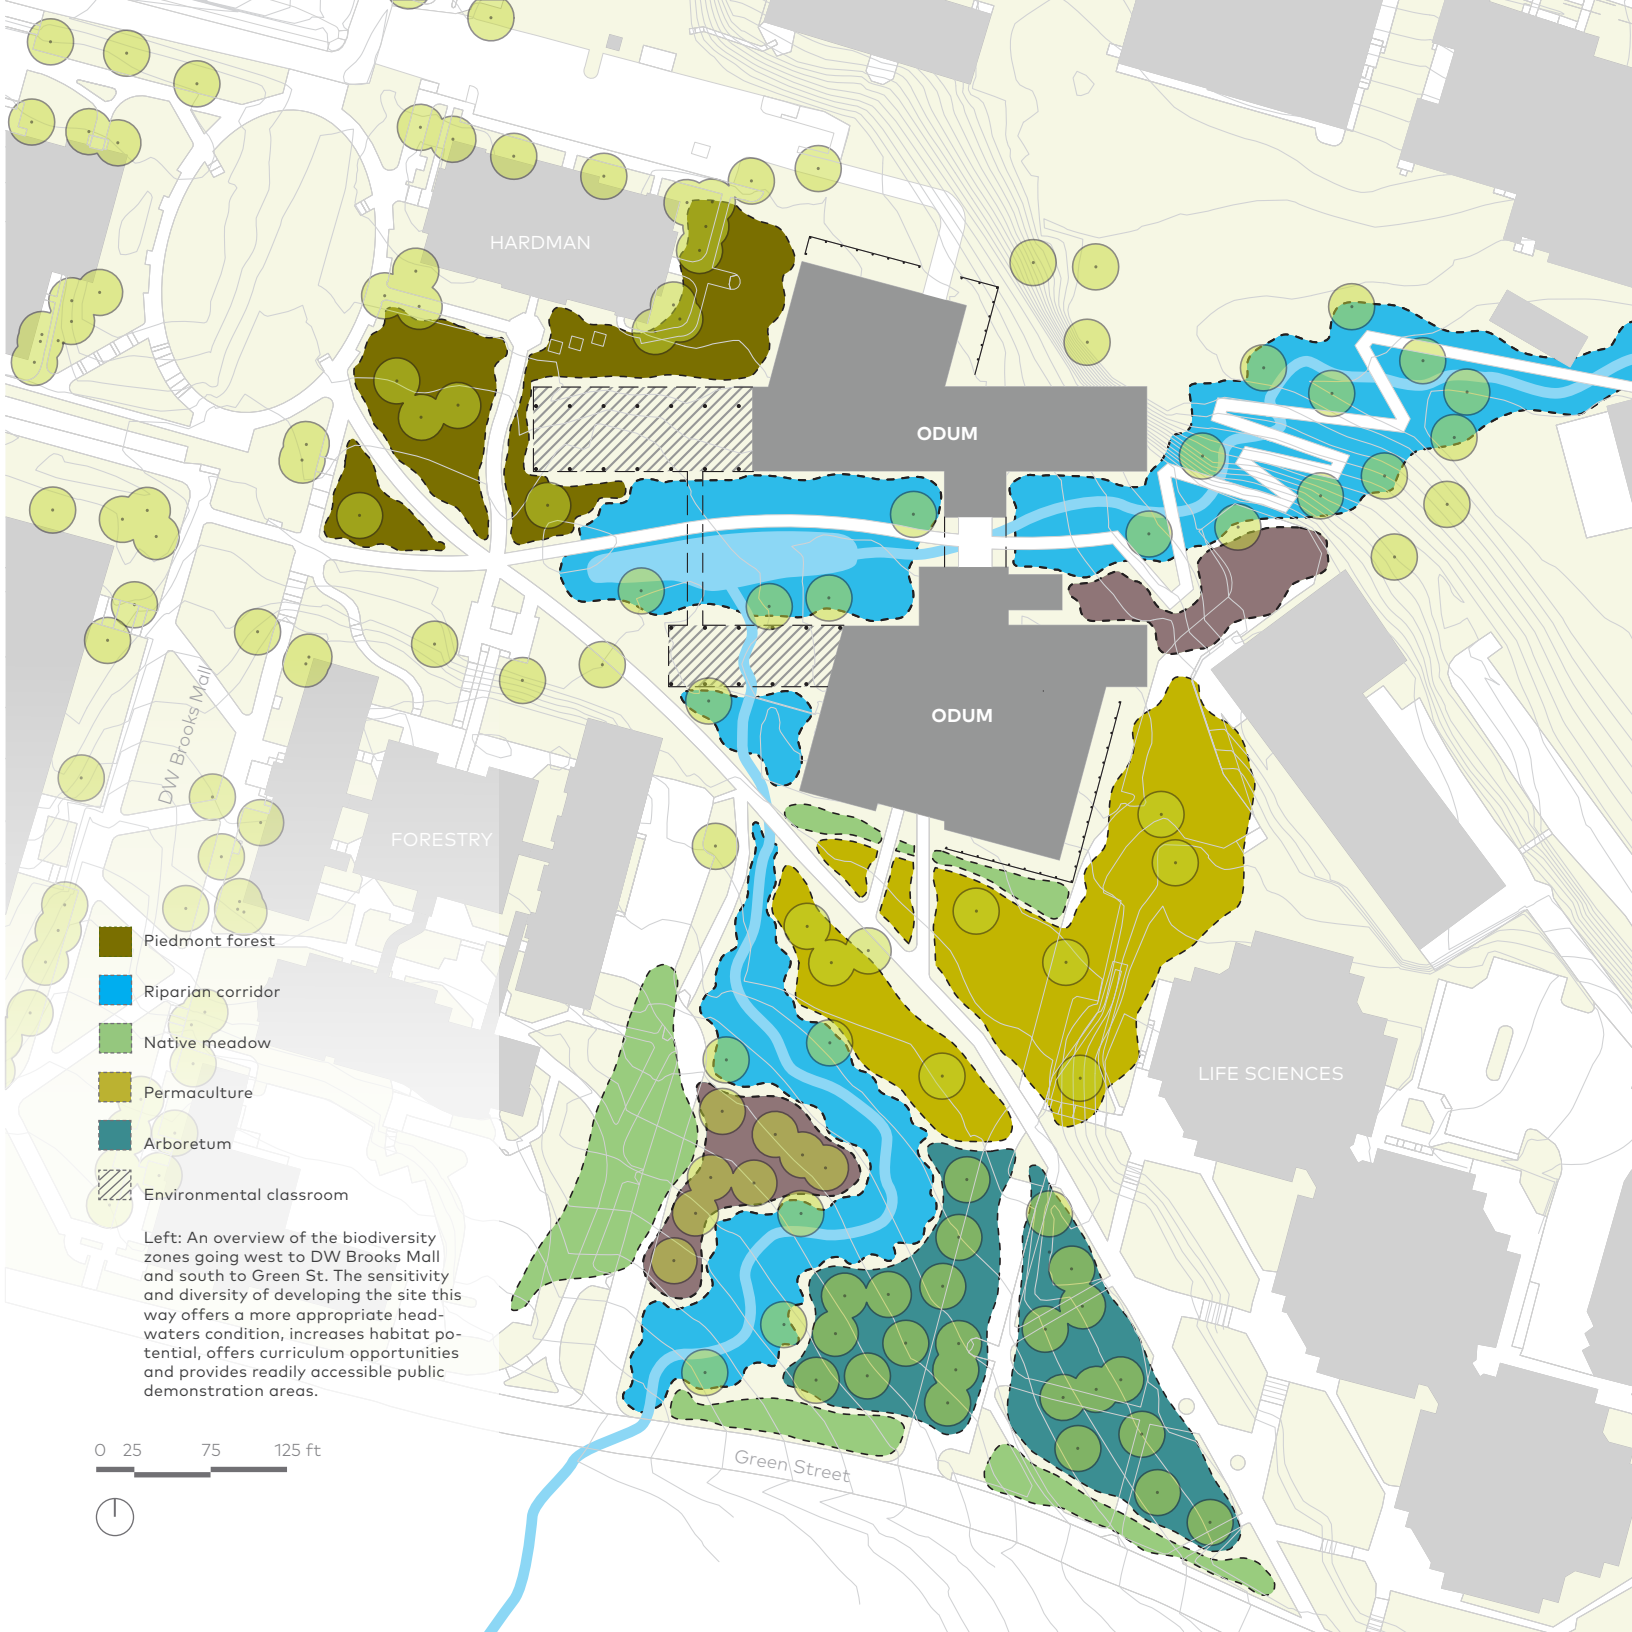 HARDMAN
ODUM
ODUM
DW Brooks Mall
FORESTRY
LIFE SCIENCES
Piedmont forest
Riparian corridor
Native meadow
Permaculture
Arboretum
Environmental classroom
Left: An overview of the biodiversity
zones going west to DW Brooks Mall
and south to Green St. The sensitivity
and diversity of developing the site this
way offers a more appropriate head-
waters condition, increases habitat po-
tential, offers curriculum opportunities
and provides readily accessible public
demonstration areas.
0 25 75 125 ft
Green Street